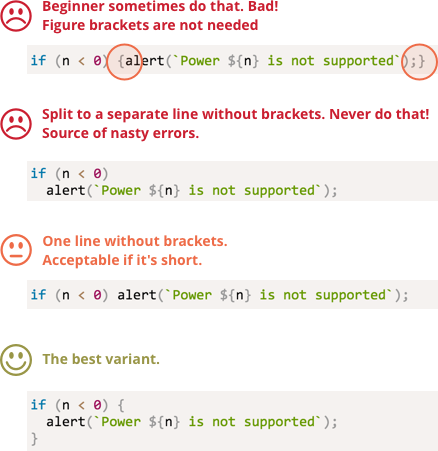 Beginner sometimes do that. Bad!
Figure brackets are not needed
if (n < 0) {alert(`Power ${n} is not supported`);}
Split to a separate line without brackets. Never do that!
Source of nasty errors.
if (n < 0)
  alert(`Power ${n} is not supported`);
One line without brackets.
Acceptable if it's short.
if (n < 0) alert(`Power ${n} is not supported`);
The best variant.
if (n < 0) {
  alert(`Power ${n} is not supported`);
}